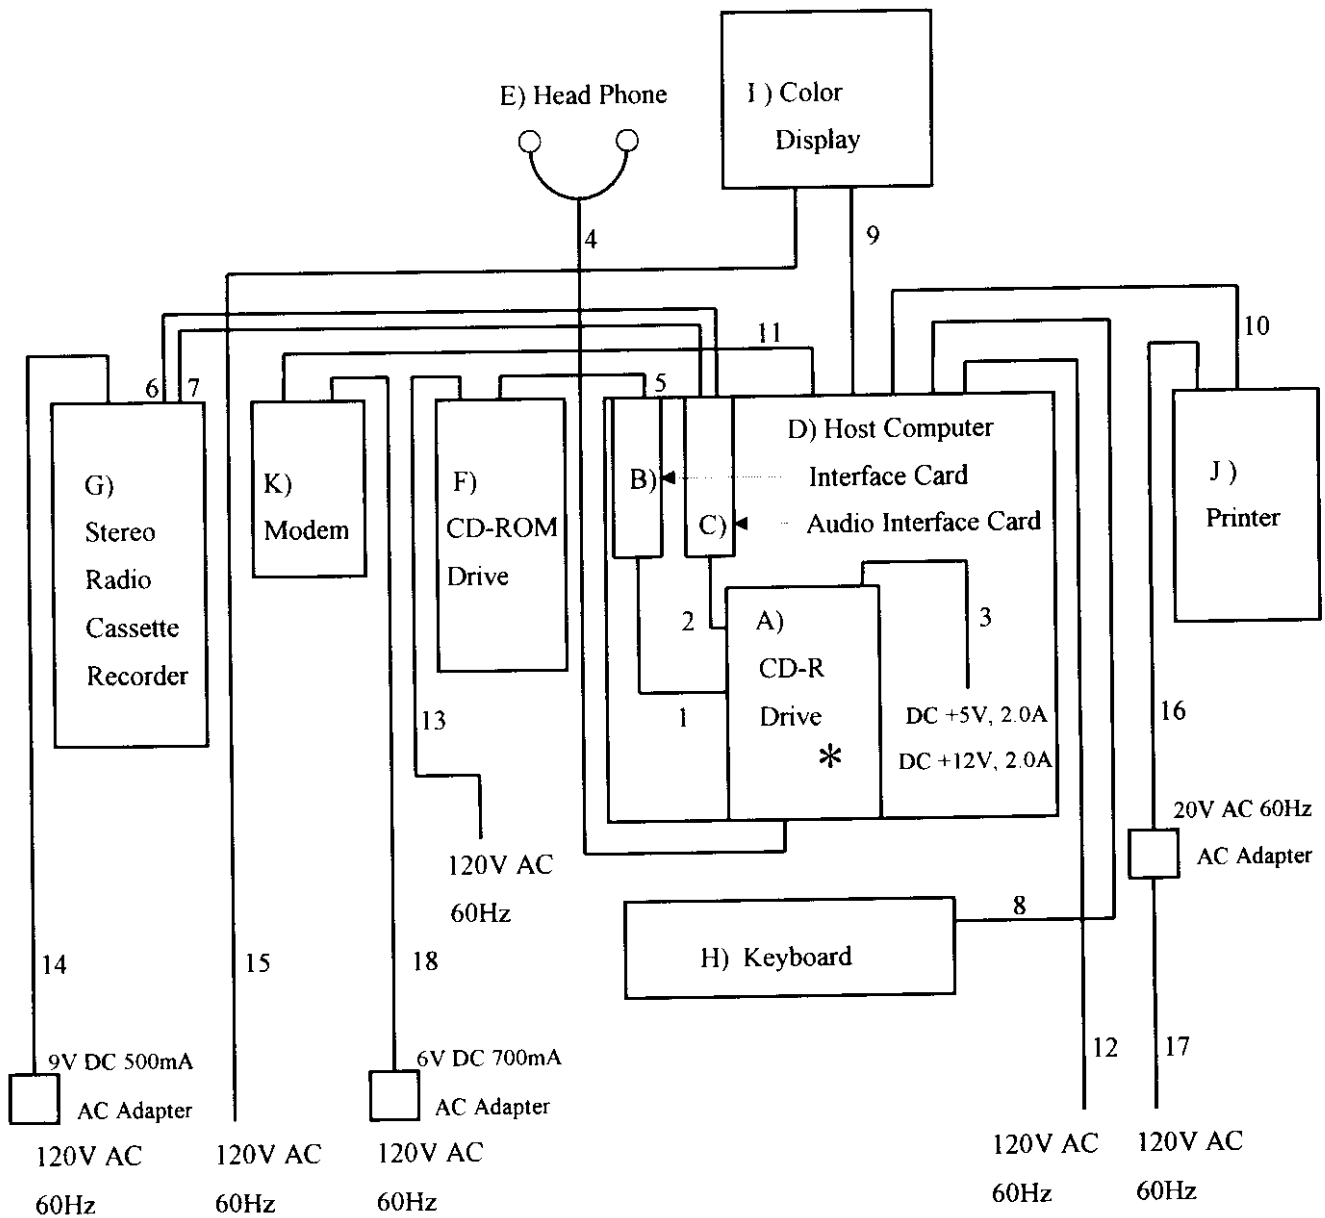 E) Head Phone
I ) Color
Display
4
9
10
11
6
7
5
D) Host Computer
B)
Interface Card
C)
Audio Interface Card
G)
Stereo
Radio
Cassette
Recorder
K)
Modem
F)
CD-ROM
Drive
J )
Printer
2
A)
CD-R
Drive
*
3
1
DC +5V, 2.0A
DC +12V, 2.0A
13
16
120V AC
60Hz
20V AC 60Hz
AC Adapter
8
H) Keyboard
14
15
18
12
17
9V DC 500mA
AC Adapter
6V DC 700mA
AC Adapter
120V AC
60Hz
120V AC
60Hz
120V AC
60Hz
120V AC
60Hz
120V AC
60Hz